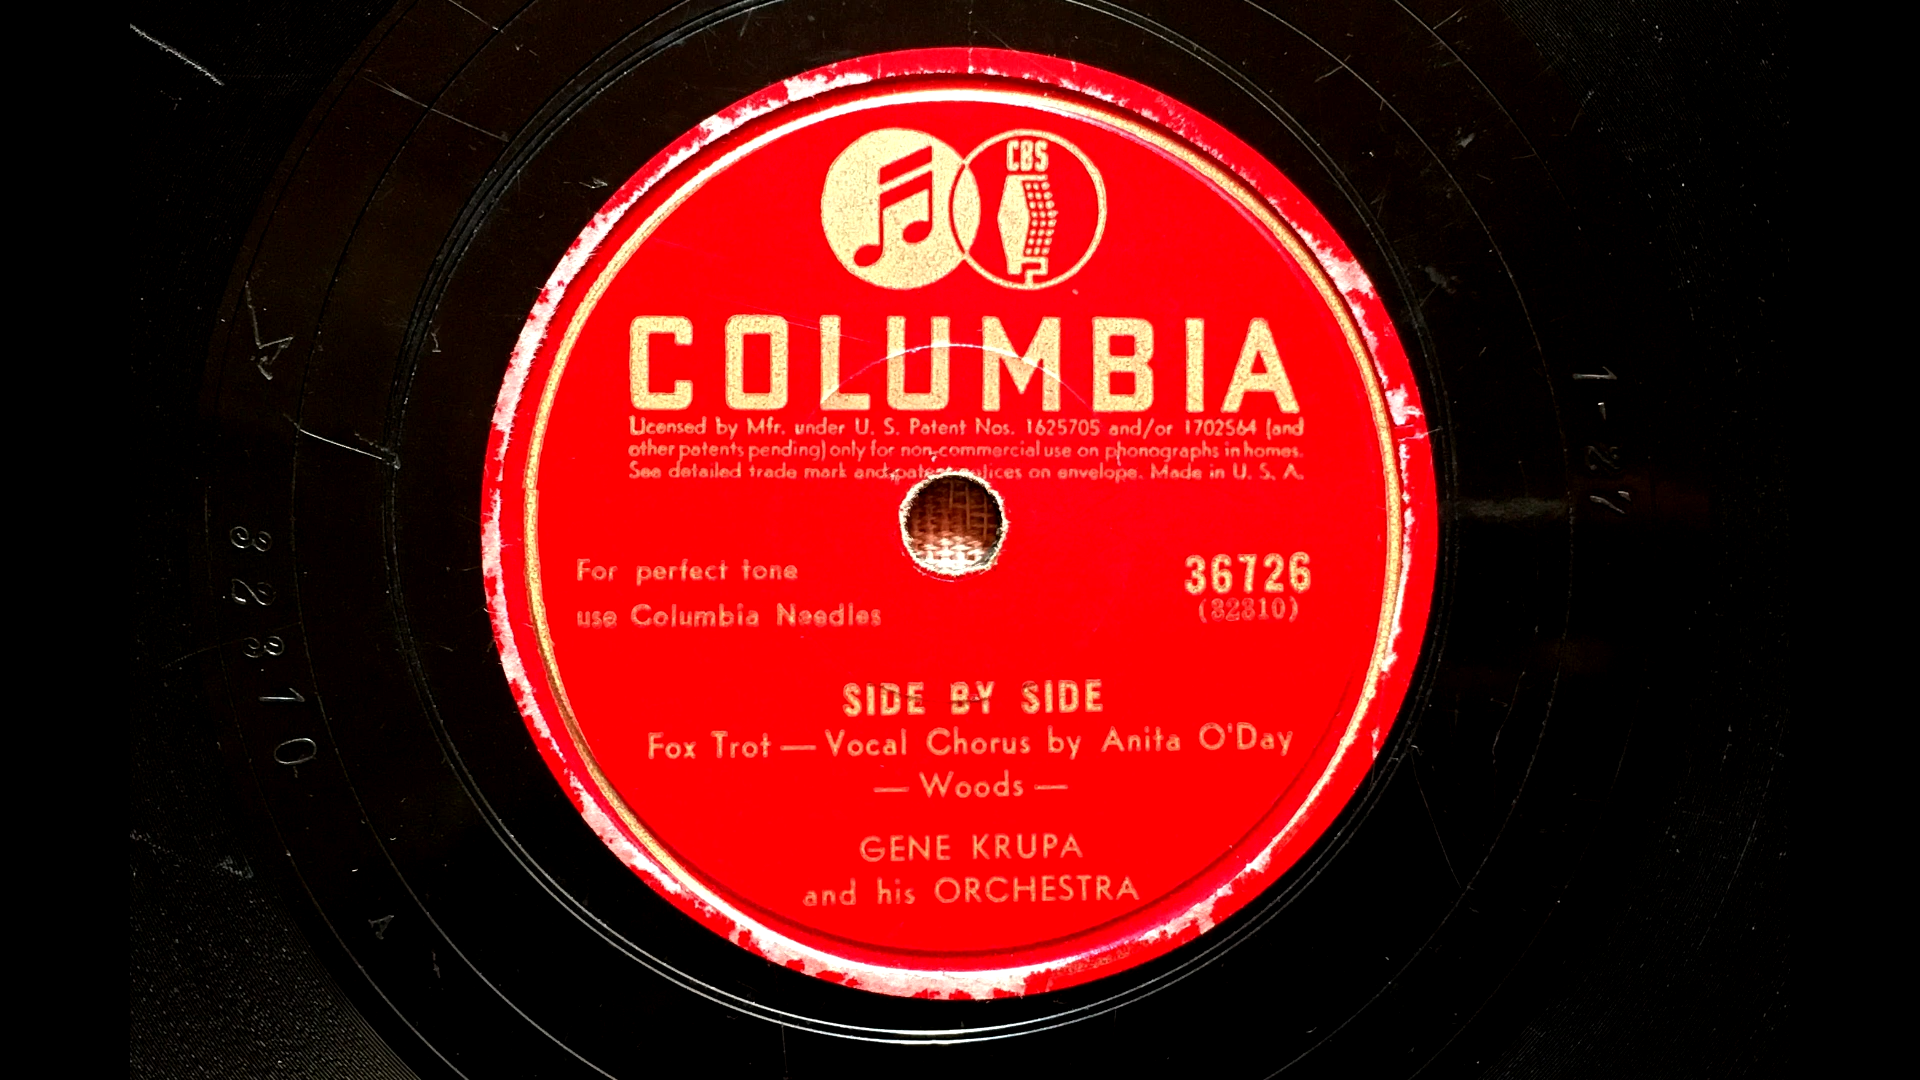 CBS
COLUMBIA
Licensed by Mfr. under U. S. Patent Nos. 1625705 and/or 1702564 (and
other patents pending) only for non-commercial use on phonographs in homes.
See detailed trade mark and patent notices on envelope. Made in U. S. A.
For perfect tone
use Columbia Needles
36726
(32810)
SIDE BY SIDE
Fox Trot — Vocal Chorus by Anita O'Day
— Woods —
GENE KRUPA
and his ORCHESTRA
32810
1-27
A